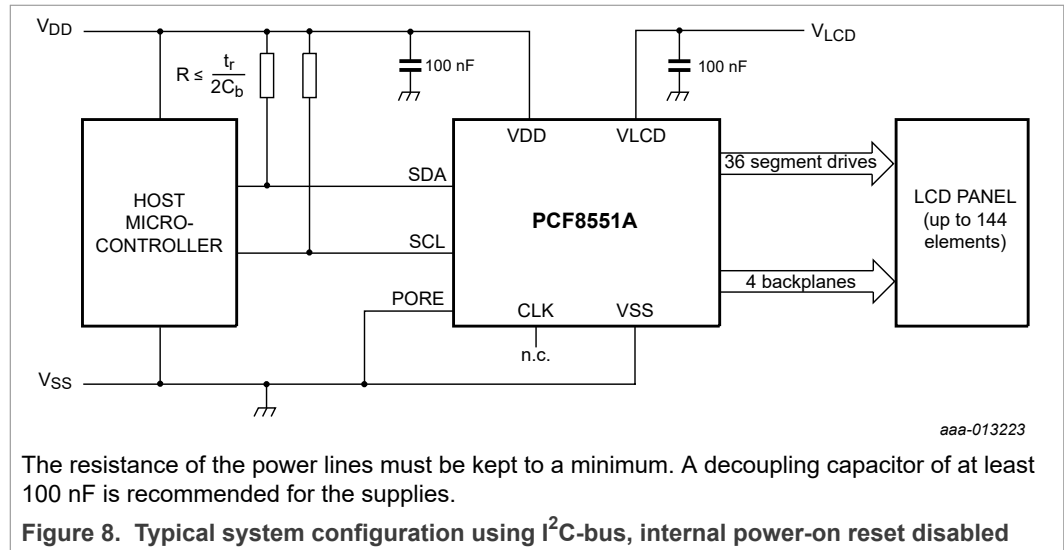 VDD
VLCD
R ≤ tr
2Cb
100 nF
100 nF
VDD
VLCD
36 segment drives
SDA
HOST
MICRO-
CONTROLLER
PCF8551A
LCD PANEL
(up to 144
elements)
SCL
4 backplanes
PORE
CLK
VSS
n.c.
VSS
aaa-013223
The resistance of the power lines must be kept to a minimum. A decoupling capacitor of at least
100 nF is recommended for the supplies.
Figure 8. Typical system configuration using I²C-bus, internal power-on reset disabled